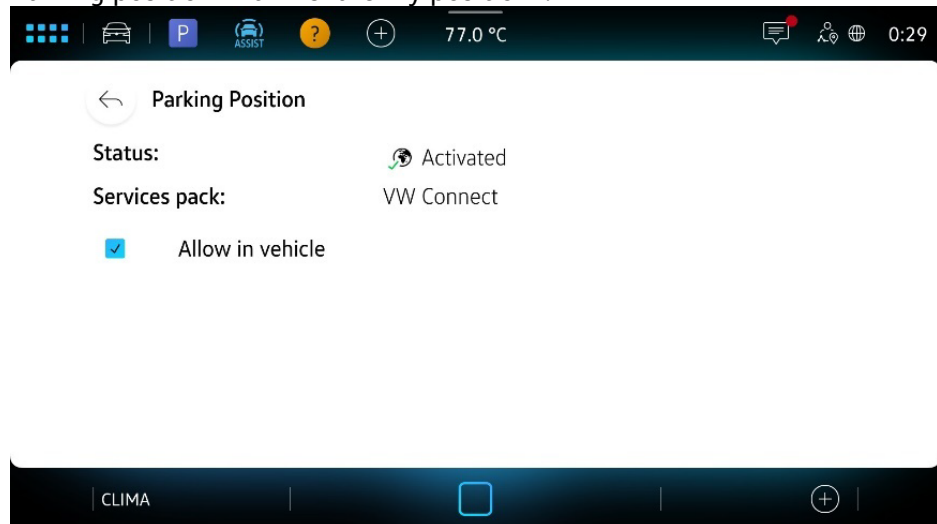 P
ASSIST
?
77.0 °C
0:29
Parking Position
Status:
Activated
Services pack:
VW Connect
Allow in vehicle
CLIMA